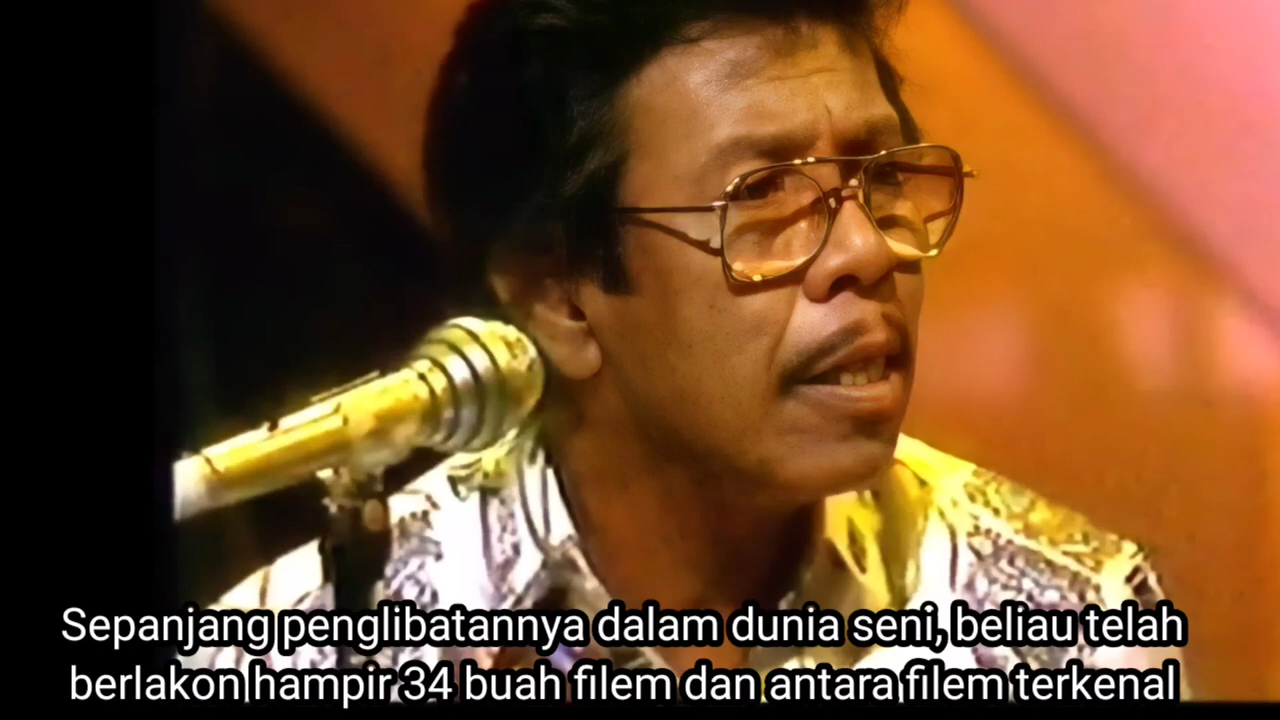 Sepanjang penglibatannya dalam dunia seni, beliau telah
berlakon hampir 34 buah filem dan antara filem terkenal